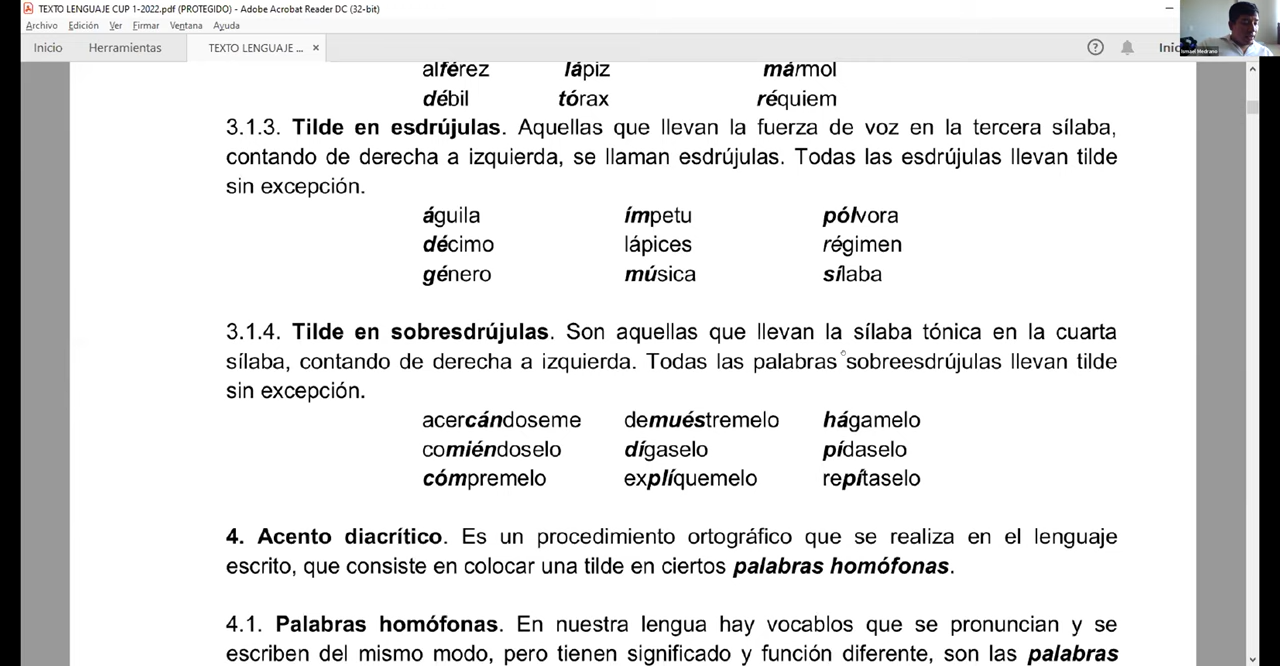 TEXTO LENGUAJE CUP 1-2022.pdf (PROTEGIDO) - Adobe Acrobat Reader DC (32-bit)
Archivo Edición Ver Firmar Ventana Ayuda
Inicio Herramientas TEXTO LENGUAJE ... × Inic
Ismael Medrano
alférez lápiz mármol
débil tórax réquiem
3.1.3. Tilde en esdrújulas. Aquellas que llevan la fuerza de voz en la tercera sílaba,
contando de derecha a izquierda, se llaman esdrújulas. Todas las esdrújulas llevan tilde
sin excepción.
águila ímpetu pólvora
décimo lápices régimen
género música sílaba
3.1.4. Tilde en sobresdrújulas. Son aquellas que llevan la sílaba tónica en la cuarta
sílaba, contando de derecha a izquierda. Todas las palabras sobreesdrújulas llevan tilde
sin excepción.
acercándoseme demuéstremelo hágamelo
comiéndoselo dígaselo pídaselo
cómpremelo explíquemelo repítaselo
4. Acento diacrítico. Es un procedimiento ortográfico que se realiza en el lenguaje
escrito, que consiste en colocar una tilde en ciertos palabras homófonas.
4.1. Palabras homófonas. En nuestra lengua hay vocablos que se pronuncian y se
escriben del mismo modo, pero tienen significado y función diferente, son las palabras